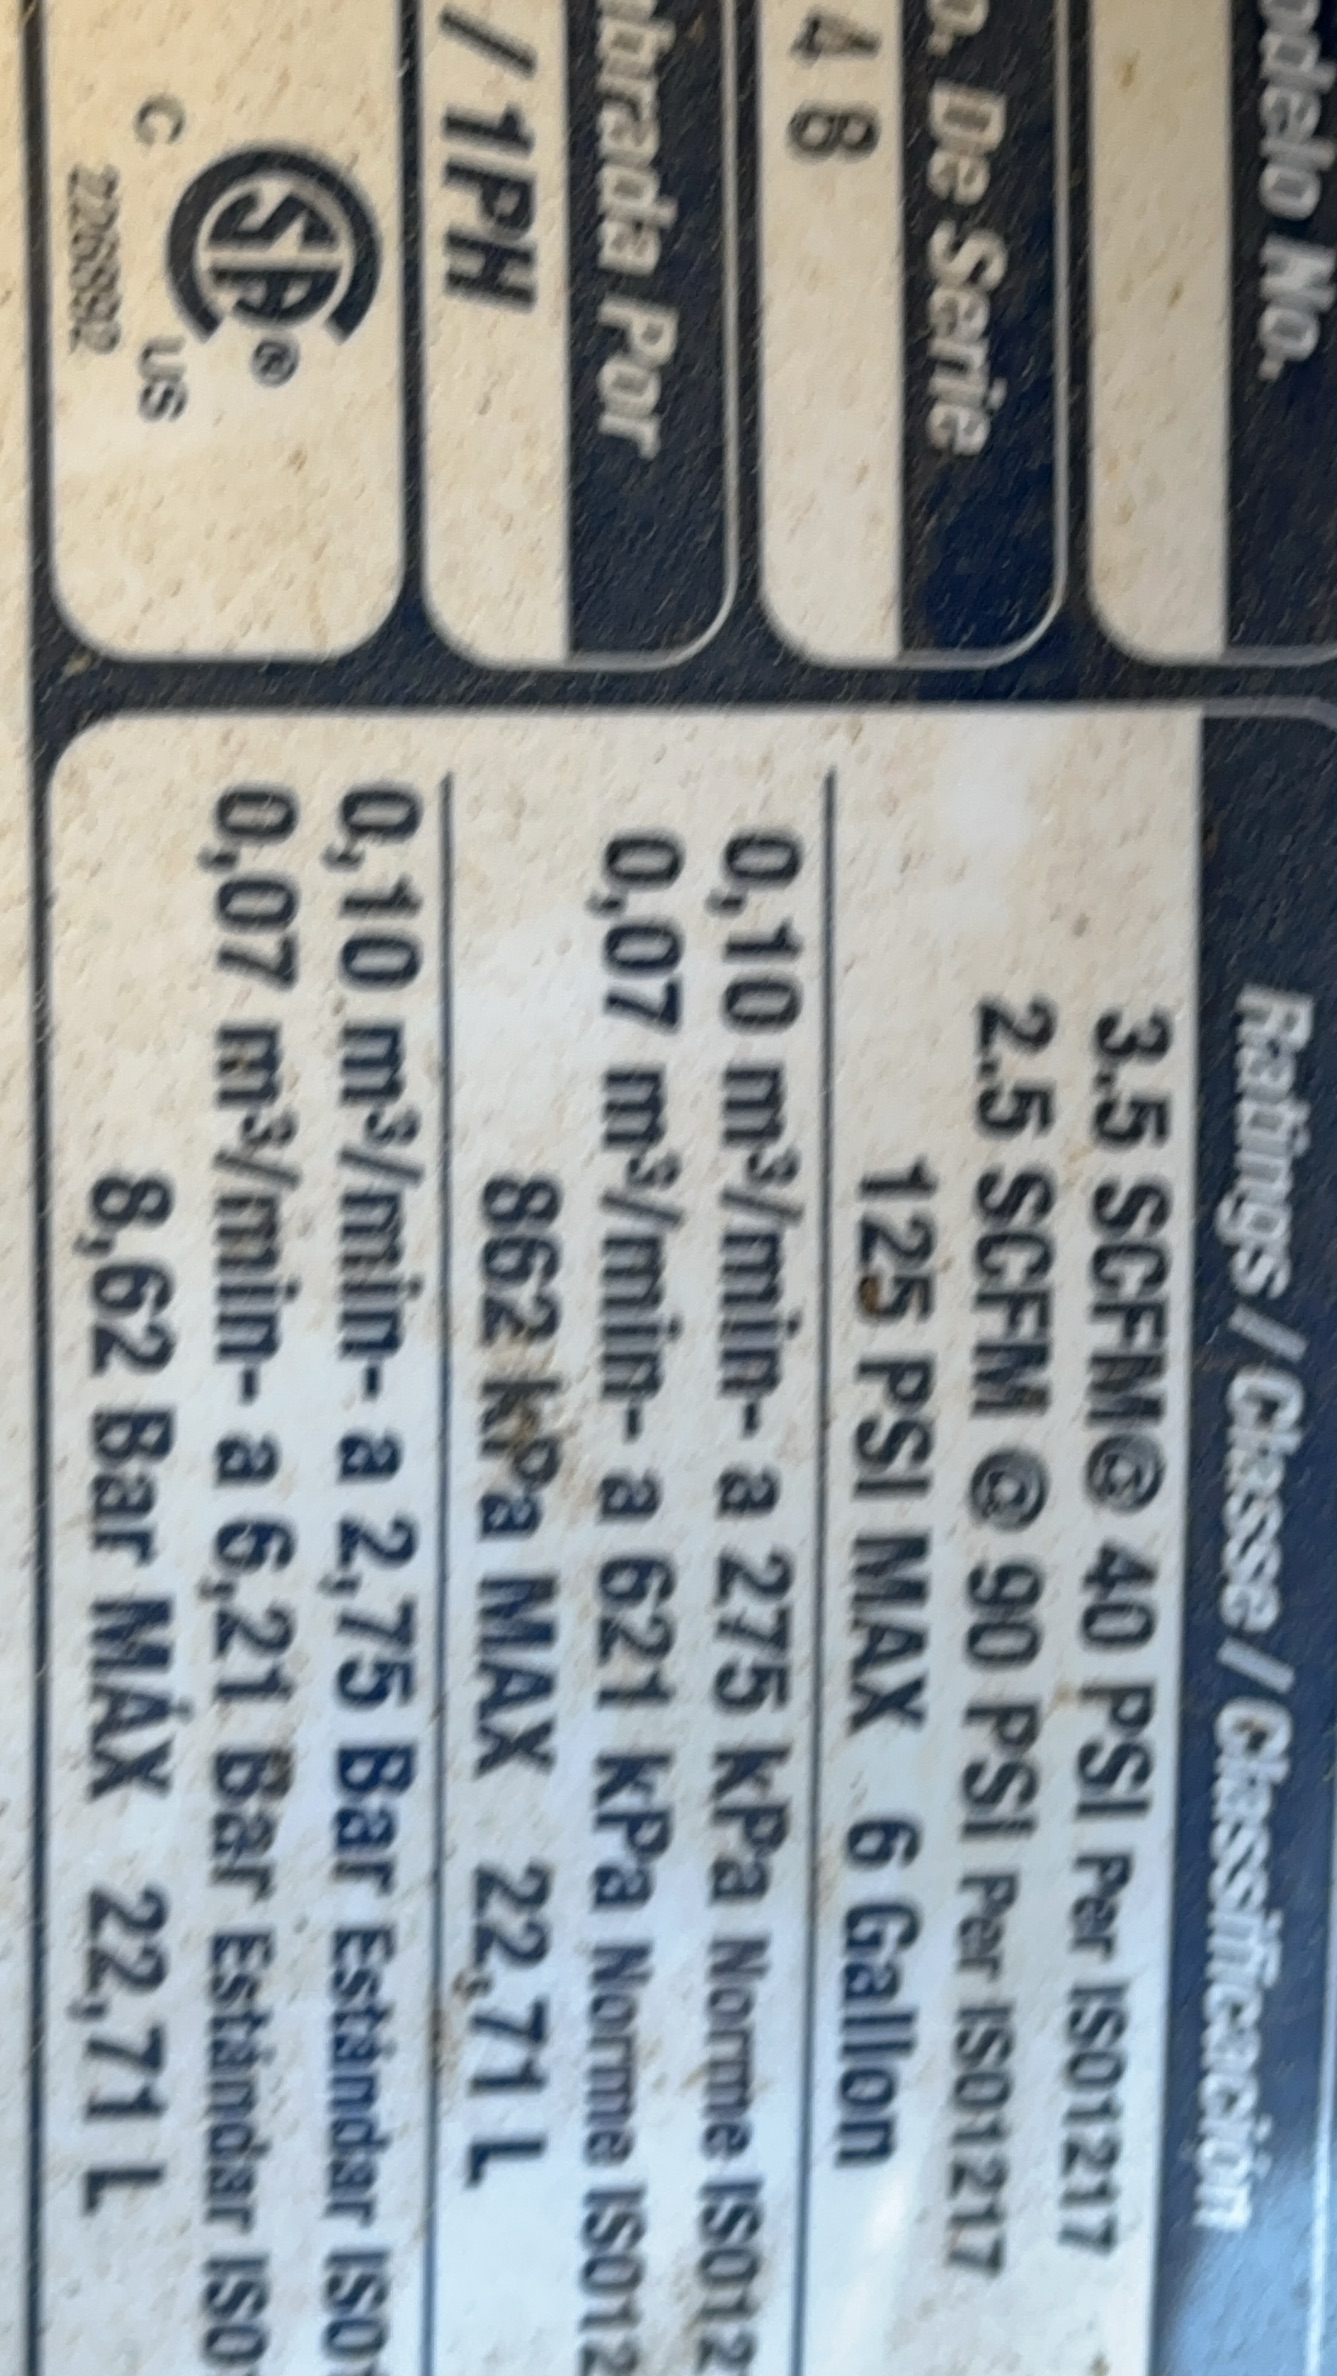 No.
De Serie
4 8
Por
/ 1PH
CSA®
C US
226892
Ratings / Classe / Classificación
3.5 SCFM@ 40 PSI Per ISO1217
2.5 SCFM @ 90 PSI Per ISO1217
125 PSI MAX 6 Gallon
0,10 m³/min- a 275 kPa Norme ISO12
0,07 m³/min- a 621 kPa Norme ISO12
862 kPa MAX 22,71 L
0,10 m³/min- a 2,75 Bar Estándar ISO
0,07 m³/min- a 6,21 Bar Estándar ISO
8,62 Bar MÁX 22,71 L